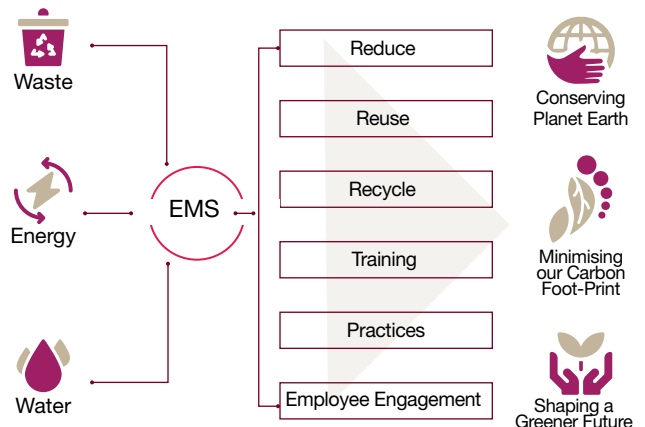 Waste
Energy
Water
EMS
Reduce
Reuse
Recycle
Training
Practices
Employee Engagement
Conserving
Planet Earth
Minimising
our Carbon
Foot-Print
Shaping a
Greener Future